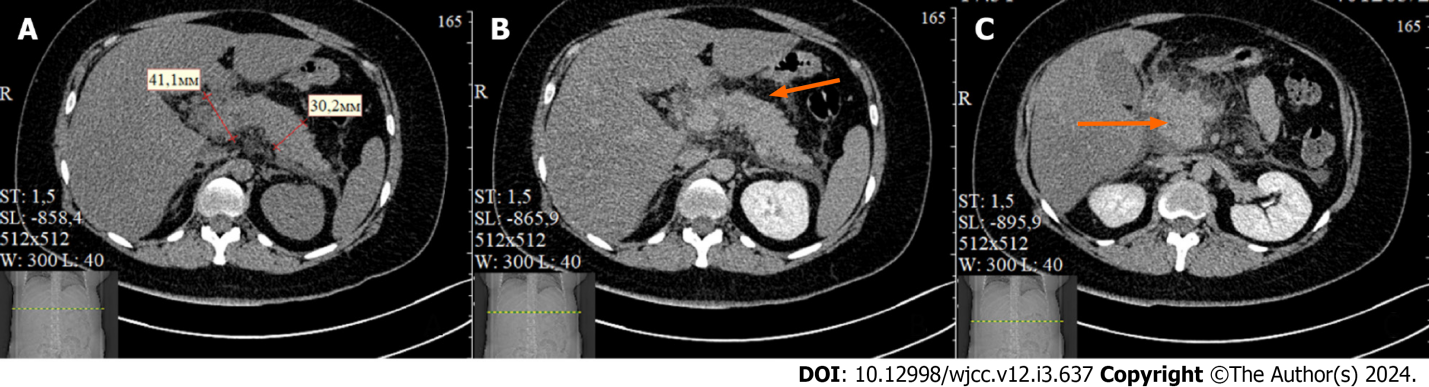 A
165
41,1мм
30,2мм
R
ST: 1,5
SL: -858,4
512x512
W: 300 L: 40
B
165
R
ST: 1,5
SL: -865,9
512x512
W: 300 L: 40
C
165
R
ST: 1,5
SL: -895,9
512x512
W: 300 L: 40
DOI: 10.12998/wjcc.v12.i3.637 Copyright ©The Author(s) 2024.